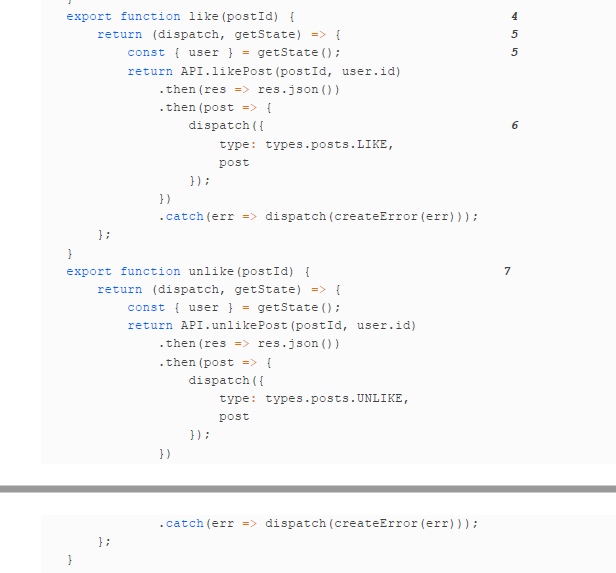 }
export function like(postId) { 4
    return (dispatch, getState) => { 5
        const { user } = getState(); 5
        return API.likePost(postId, user.id)
            .then(res => res.json())
            .then(post => {
                dispatch({ 6
                    type: types.posts.LIKE,
                    post
                });
            })
            .catch(err => dispatch(createError(err)));
    };
}
export function unlike(postId) { 7
    return (dispatch, getState) => {
        const { user } = getState();
        return API.unlikePost(postId, user.id)
            .then(res => res.json())
            .then(post => {
                dispatch({
                    type: types.posts.UNLIKE,
                    post
                });
            })
            .catch(err => dispatch(createError(err)));
    };
}